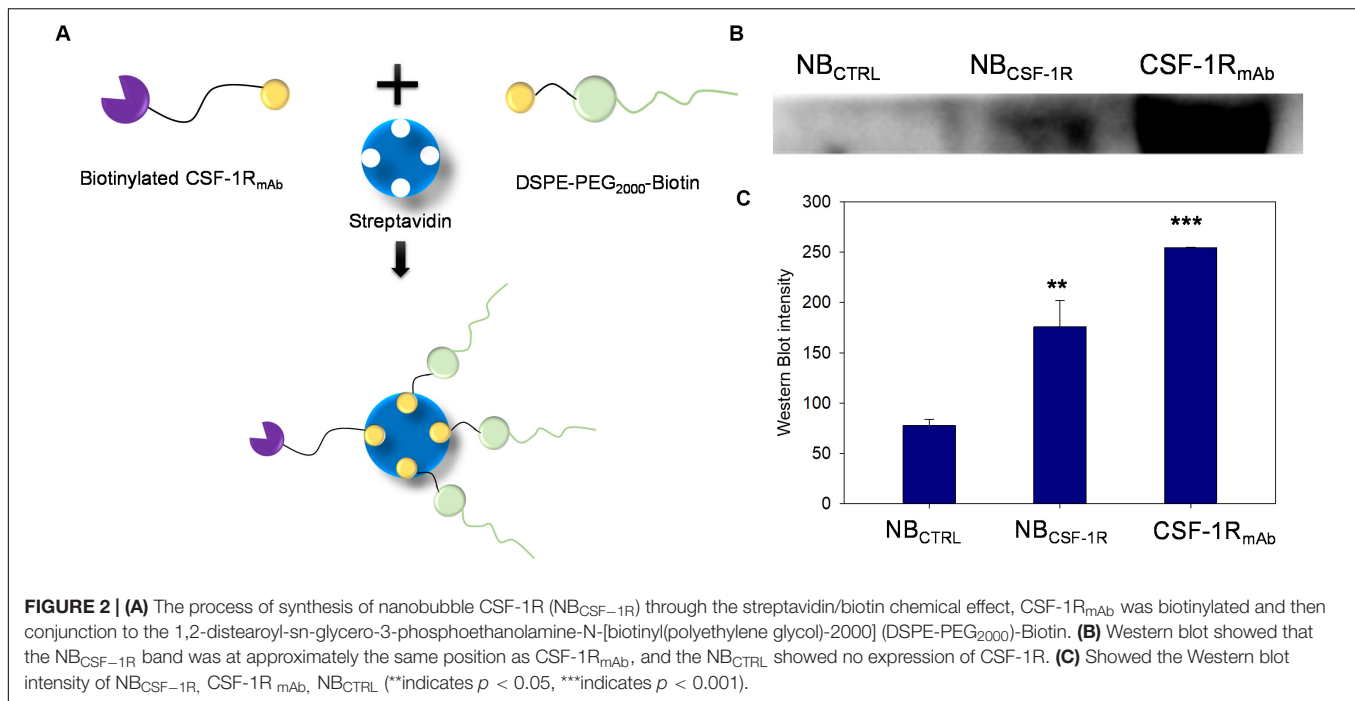 A
Biotinylated CSF-1RmAb
+
Streptavidin
DSPE-PEG2000-Biotin
B
NBCTRL NBCSF-1R CSF-1RmAb
C
Western Blot intensity
300
250
200
150
100
50
0
**
***
NBCTRL NBCSF-1R CSF-1RmAb
FIGURE 2 | (A) The process of synthesis of nanobubble CSF-1R (NBCSF−1R) through the streptavidin/biotin chemical effect, CSF-1RmAb was biotinylated and then
conjunction to the 1,2-distearoyl-sn-glycero-3-phosphoethanolamine-N-[biotinyl(polyethylene glycol)-2000] (DSPE-PEG2000)-Biotin. (B) Western blot showed that
the NBCSF−1R band was at approximately the same position as CSF-1RmAb, and the NBCTRL showed no expression of CSF-1R. (C) Showed the Western blot
intensity of NBCSF−1R, CSF-1R mAb, NBCTRL (**indicates p < 0.05, ***indicates p < 0.001).